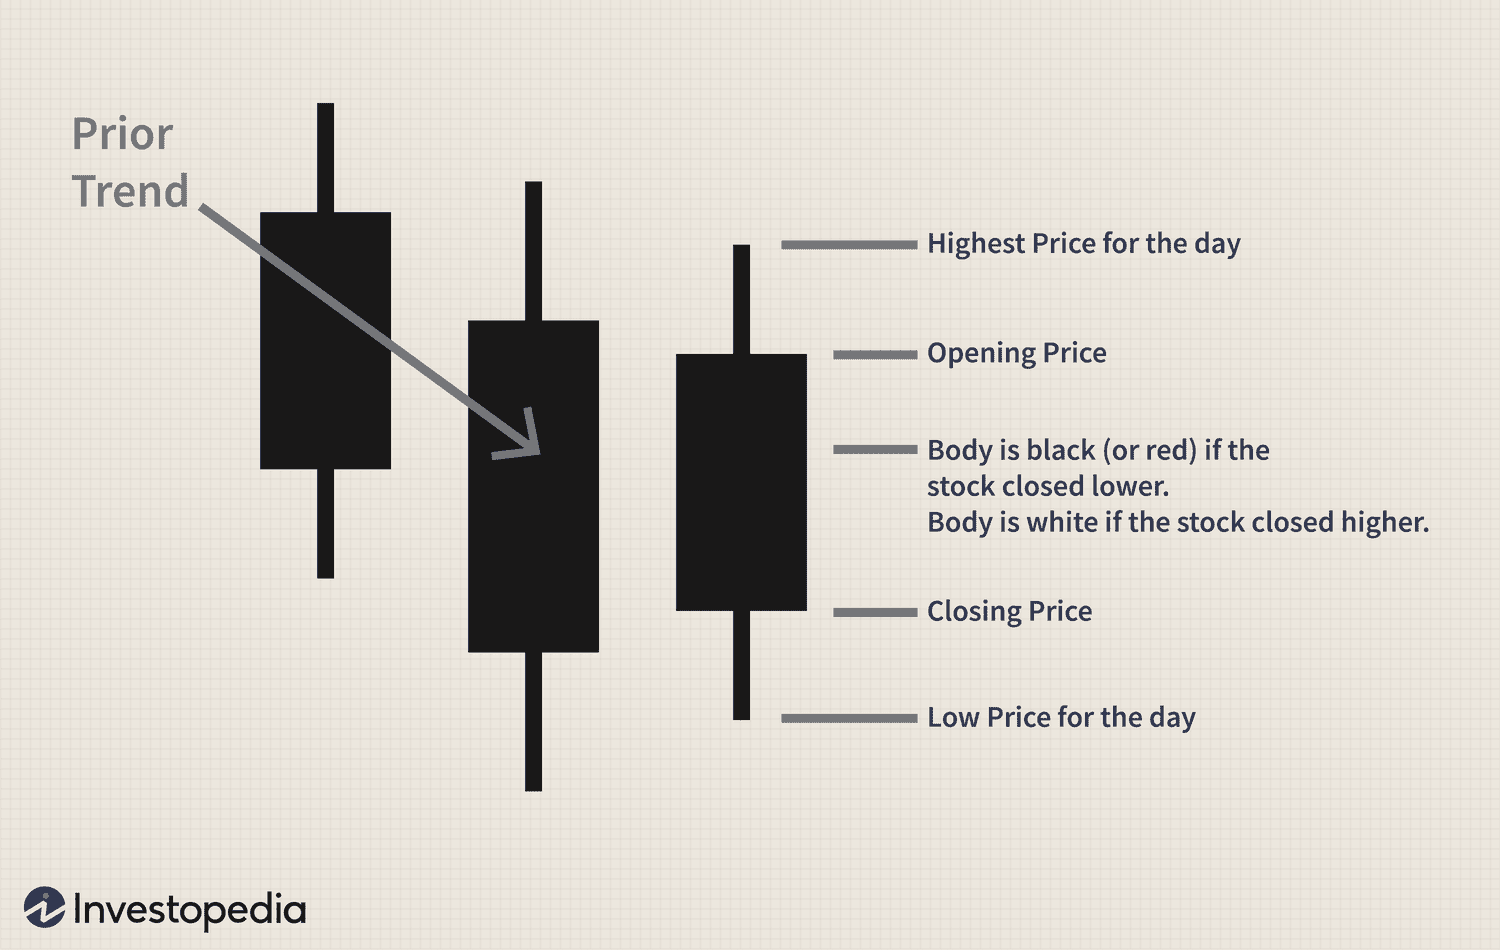 Prior
Trend
Highest Price for the day
Opening Price
Body is black (or red) if the
stock closed lower.
Body is white if the stock closed higher.
Closing Price
Low Price for the day
Investopedia